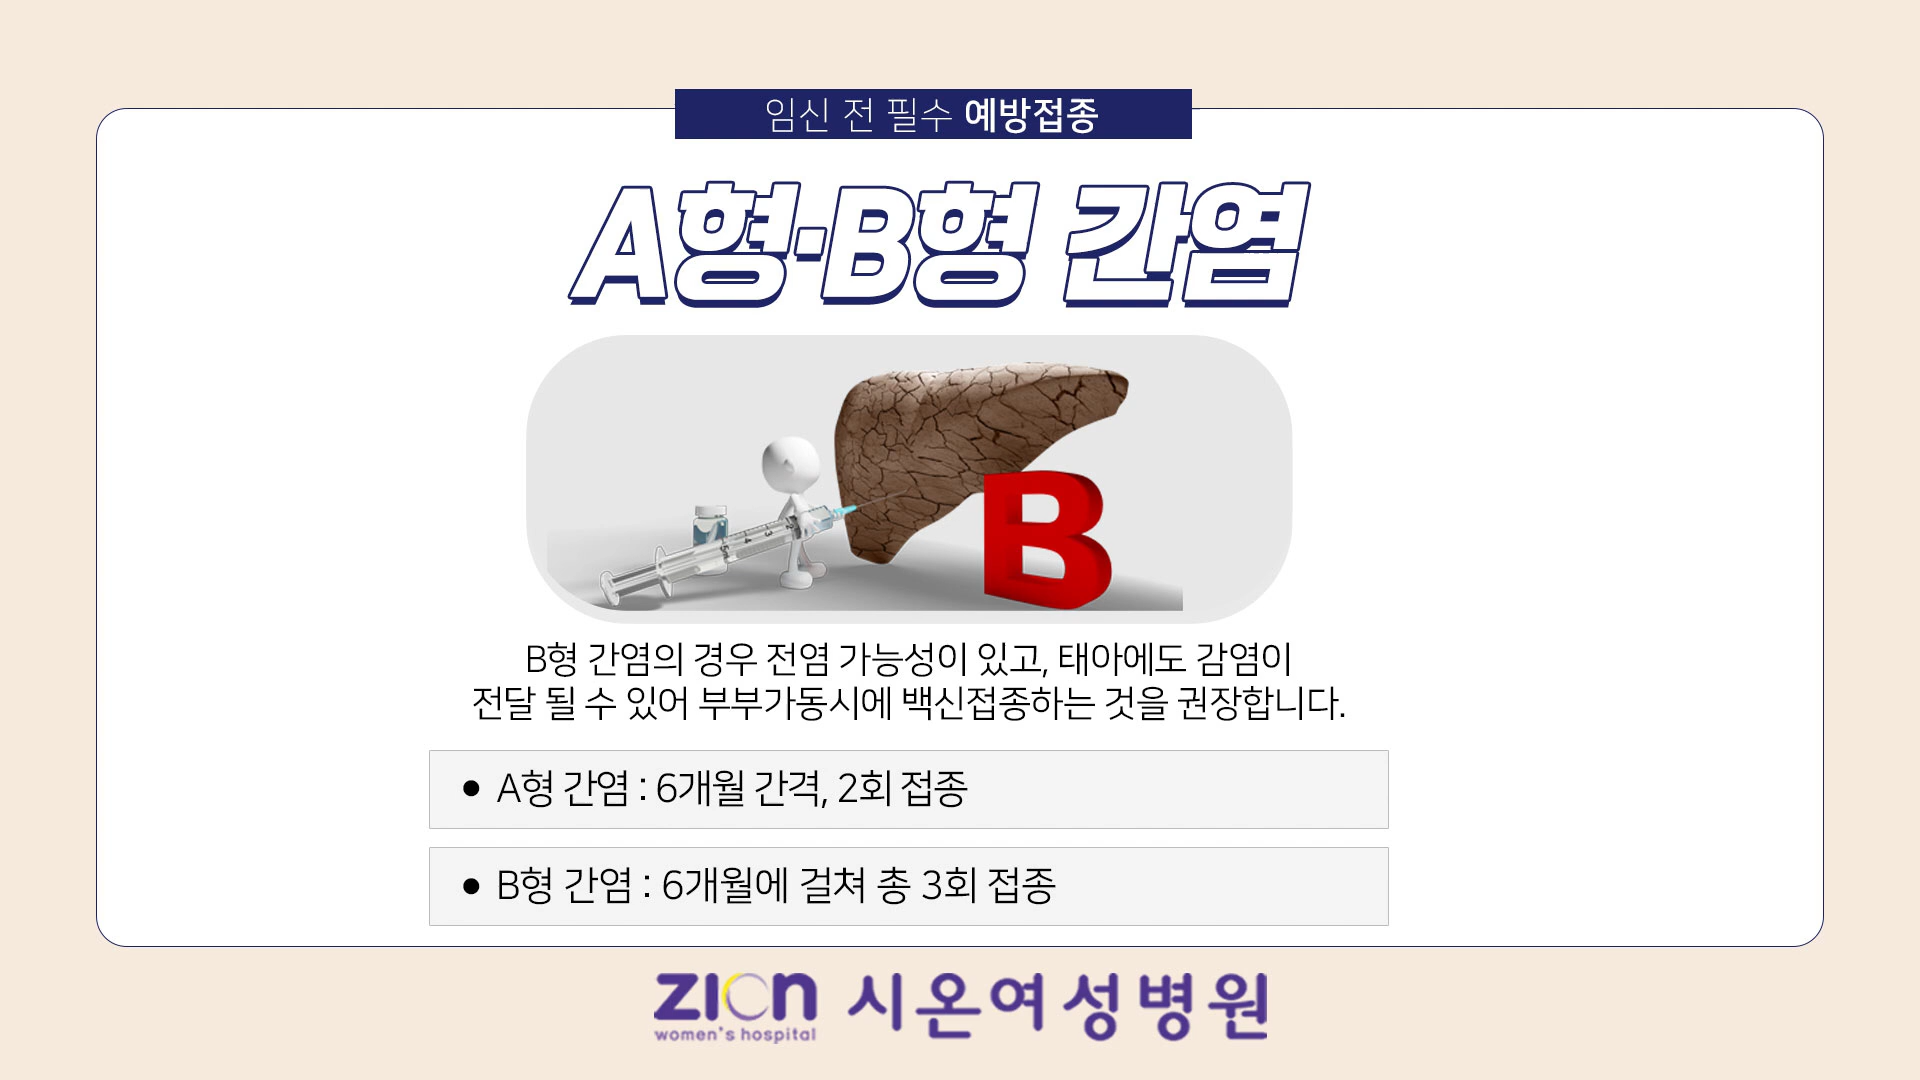 임신 전 필수 예방접종
A형·B형 간염
B
B형 간염의 경우 전염 가능성이 있고, 태아에도 감염이
전달 될 수 있어 부부가동시에 백신접종하는 것을 권장합니다.
● A형 간염 : 6개월 간격, 2회 접종
● B형 간염 : 6개월에 걸쳐 총 3회 접종
zion 시온여성병원
women's hospital